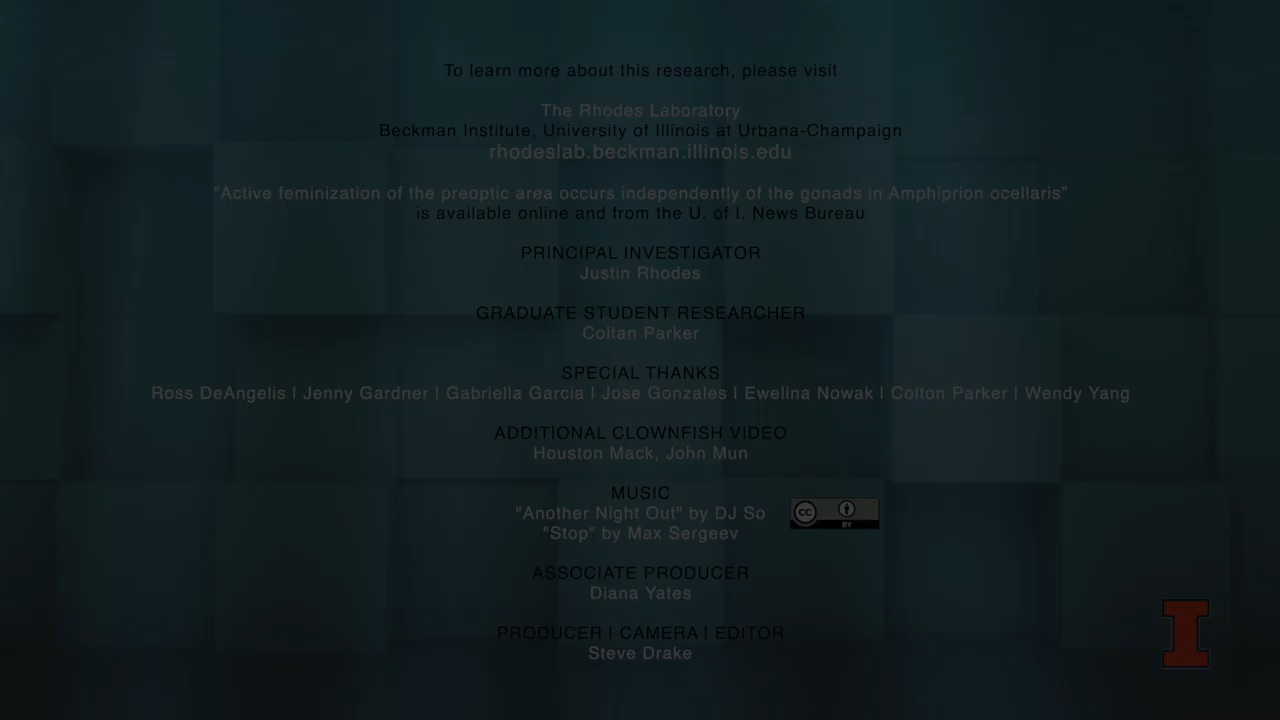 To learn more about this research, please visit
The Rhodes Laboratory
Beckman Institute, University of Illinois at Urbana-Champaign
rhodeslab.beckman.illinois.edu
"Active feminization of the preoptic area occurs independently of the gonads in Amphiprion ocellaris"
is available online and from the U. of I. News Bureau
PRINCIPAL INVESTIGATOR
Justin Rhodes
GRADUATE STUDENT RESEARCHER
Coltan Parker
SPECIAL THANKS
Ross DeAngelis | Jenny Gardner | Gabriella Garcia | Jose Gonzales | Ewelina Nowak | Colton Parker | Wendy Yang
ADDITIONAL CLOWNFISH VIDEO
Houston Mack, John Mun
MUSIC
"Another Night Out" by DJ So
"Stop" by Max Sergeev
cc BY
ASSOCIATE PRODUCER
Diana Yates
PRODUCER | CAMERA | EDITOR
Steve Drake
I